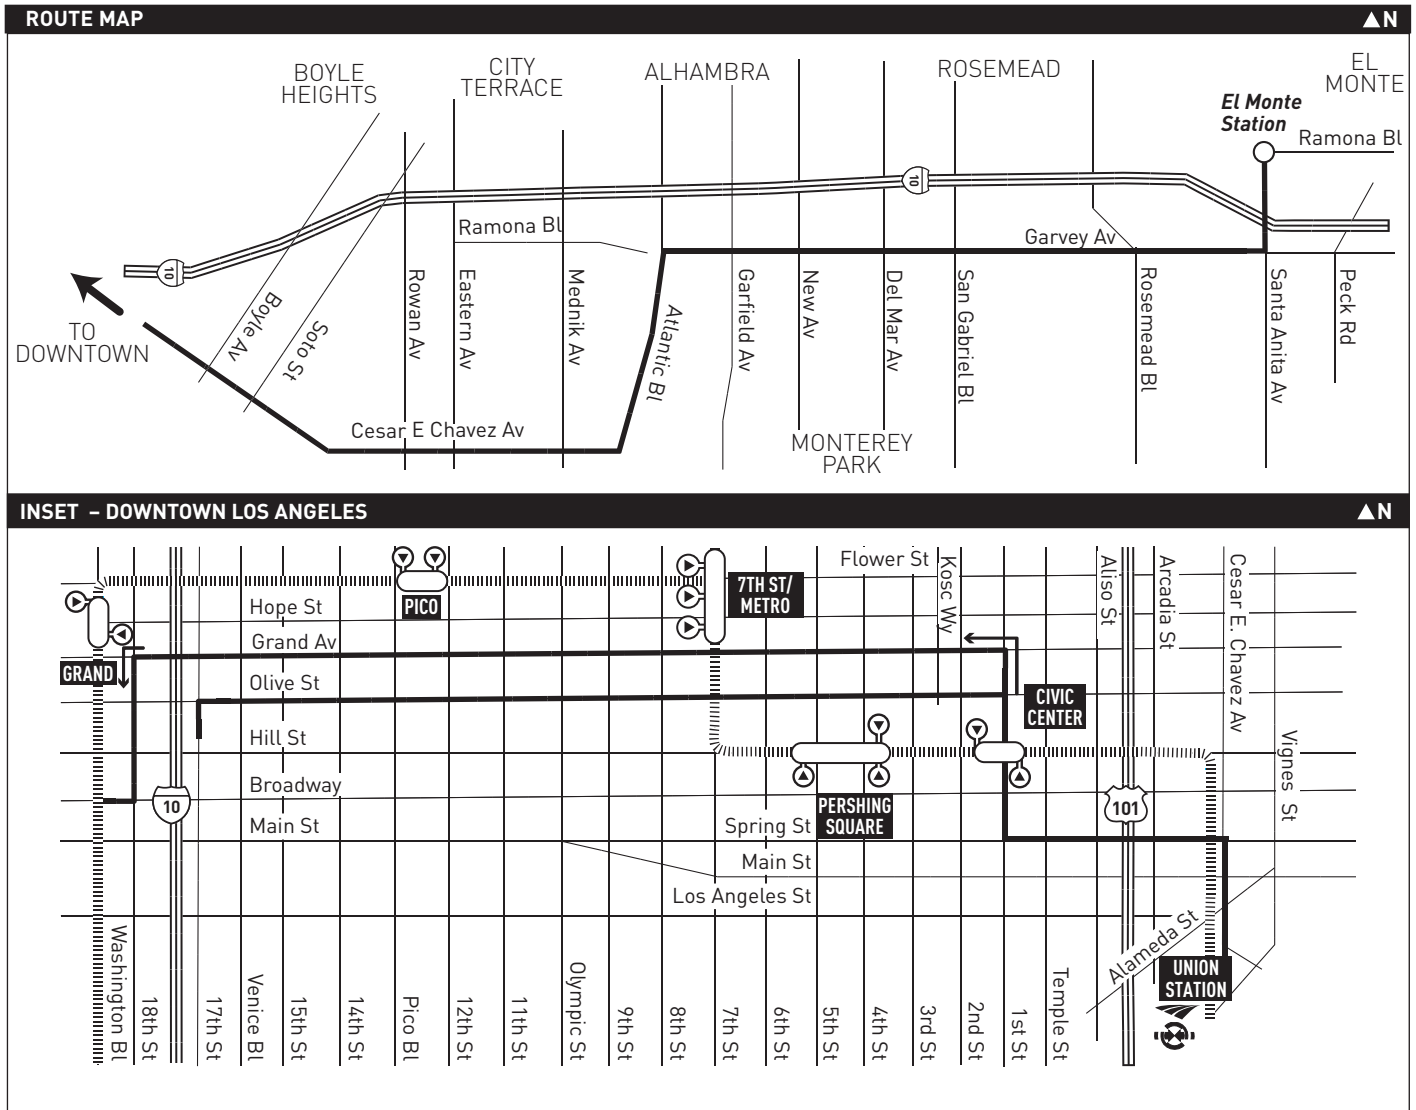 ROUTE MAP
N
BOYLE
HEIGHTS
CITY
TERRACE
ALHAMBRA
ROSEMEAD
EL
MONTE
El Monte
Station
Ramona Bl
10
Ramona Bl
Garvey Av
10
TO
DOWNTOWN
Boyle Av
Soto St
Rowan Av
Eastern Av
Mednik Av
Atlantic Bl
Garfield Av
New Av
Del Mar Av
San Gabriel Bl
Rosemead Bl
Santa Anita Av
Peck Rd
Cesar E Chavez Av
MONTEREY
PARK
INSET – DOWNTOWN LOS ANGELES
N
Flower St
Kosc Wy
Aliso St
Arcadia St
Cesar E. Chavez Av
7TH ST/
METRO
PICO
Hope St
Grand Av
GRAND
Olive St
CIVIC
CENTER
Hill St
Vignes St
Broadway
10
PERSHING
SQUARE
101
Main St
Spring St
Main St
Los Angeles St
Alameda St
UNION
STATION
Washington Bl
18th St
17th St
Venice Bl
15th St
14th St
Pico Bl
12th St
11th St
Olympic St
9th St
8th St
7th St
6th St
5th St
4th St
3rd St
2nd St
1st St
Temple St